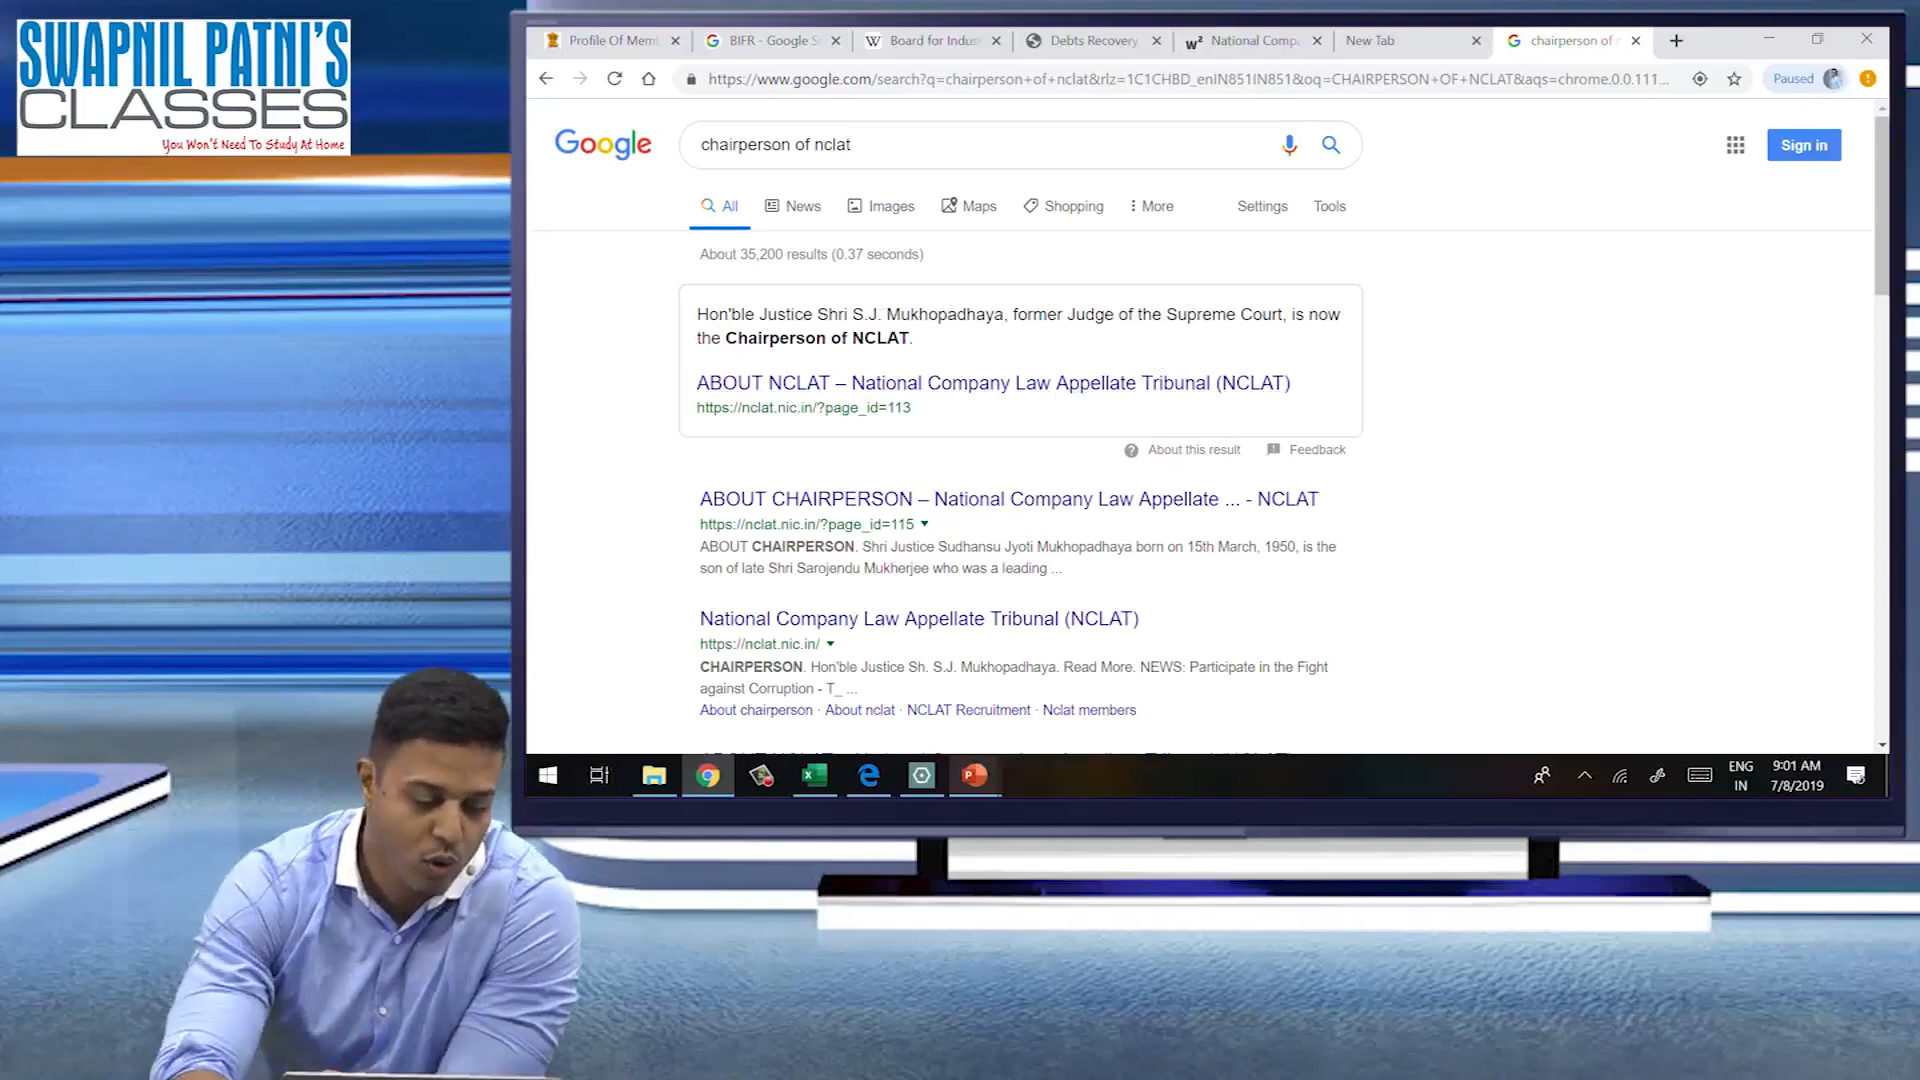 SWAPNIL PATNI'S
CLASSES
You Won't Need To Study At Home
Profile Of Mem
BIFR - Google S
Board for Indus
Debts Recovery
National Comp
New Tab
chairperson of n
https://www.google.com/search?q=chairperson+of+nclat&rlz=1C1CHBD_enIN851IN851&oq=CHAIRPERSON+OF+NCLAT&aqs=chrome.0.0.111...
Paused
Google
chairperson of nclat
Sign in
All
News
Images
Maps
Shopping
More
Settings
Tools
About 35,200 results (0.37 seconds)
Hon'ble Justice Shri S.J. Mukhopadhaya, former Judge of the Supreme Court, is now
the Chairperson of NCLAT.
ABOUT NCLAT – National Company Law Appellate Tribunal (NCLAT)
https://nclat.nic.in/?page_id=113
About this result
Feedback
ABOUT CHAIRPERSON – National Company Law Appellate ... - NCLAT
https://nclat.nic.in/?page_id=115
ABOUT CHAIRPERSON. Shri Justice Sudhansu Jyoti Mukhopadhaya born on 15th March, 1950, is the
son of late Shri Sarojendu Mukherjee who was a leading ...
National Company Law Appellate Tribunal (NCLAT)
https://nclat.nic.in/
CHAIRPERSON. Hon'ble Justice Sh. S.J. Mukhopadhaya. Read More. NEWS: Participate in the Fight
against Corruption - T_ ...
About chairperson · About nclat · NCLAT Recruitment · Nclat members
ENG
IN
9:01 AM
7/8/2019